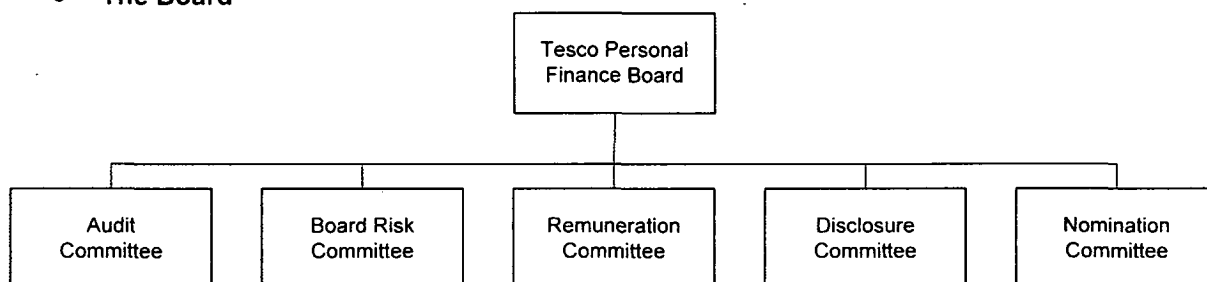 The Board
Tesco Personal
Finance Board
Audit
Committee
Board Risk
Committee
Remuneration
Committee
Disclosure
Committee
Nomination
Committee